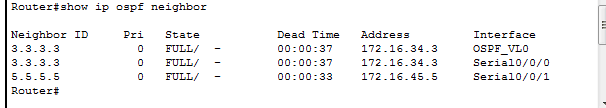 Router#show ip ospf neighbor
Neighbor ID     Pri   State           Dead Time   Address         Interface
3.3.3.3           0   FULL/  -        00:00:37    172.16.34.3     OSPF_VL0
3.3.3.3           0   FULL/  -        00:00:37    172.16.34.3     Serial0/0/0
5.5.5.5           0   FULL/  -        00:00:33    172.16.45.5     Serial0/0/1
Router#